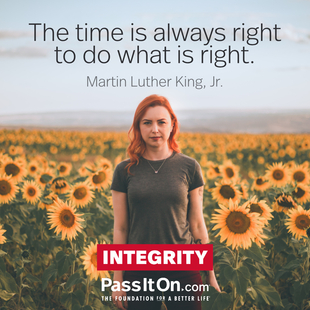 The time is always right
to do what is right.
Martin Luther King, Jr.
INTEGRITY
PassItOn.com
THE FOUNDATION FOR A BETTER LIFE